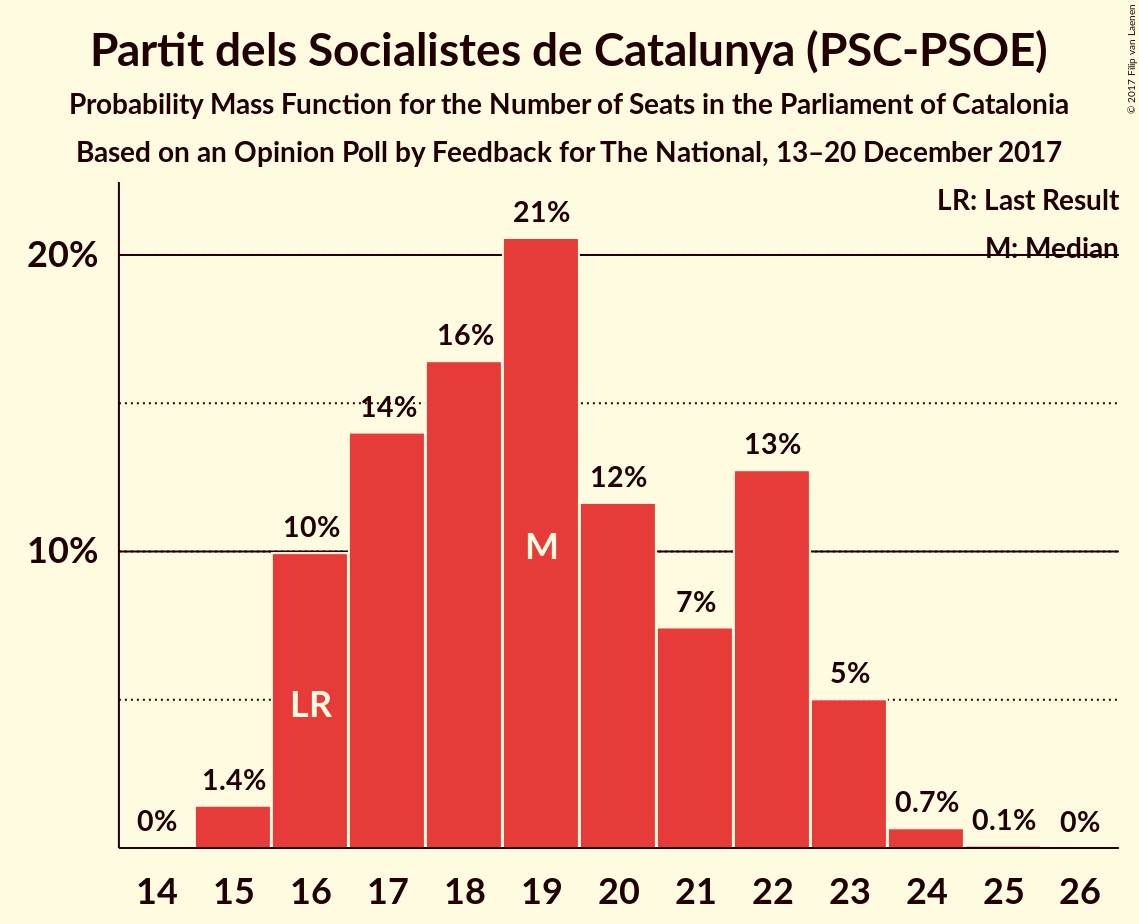 Partit dels Socialistes de Catalunya (PSC-PSOE)
Probability Mass Function for the Number of Seats in the Parliament of Catalonia
Based on an Opinion Poll by Feedback for The National, 13–20 December 2017
© 2017 Filip van Laenen
LR: Last Result
M: Median
20%
10%
0%
1.4%
10%
14%
16%
21%
12%
7%
13%
5%
0.7%
0.1%
0%
LR
M
14 15 16 17 18 19 20 21 22 23 24 25 26